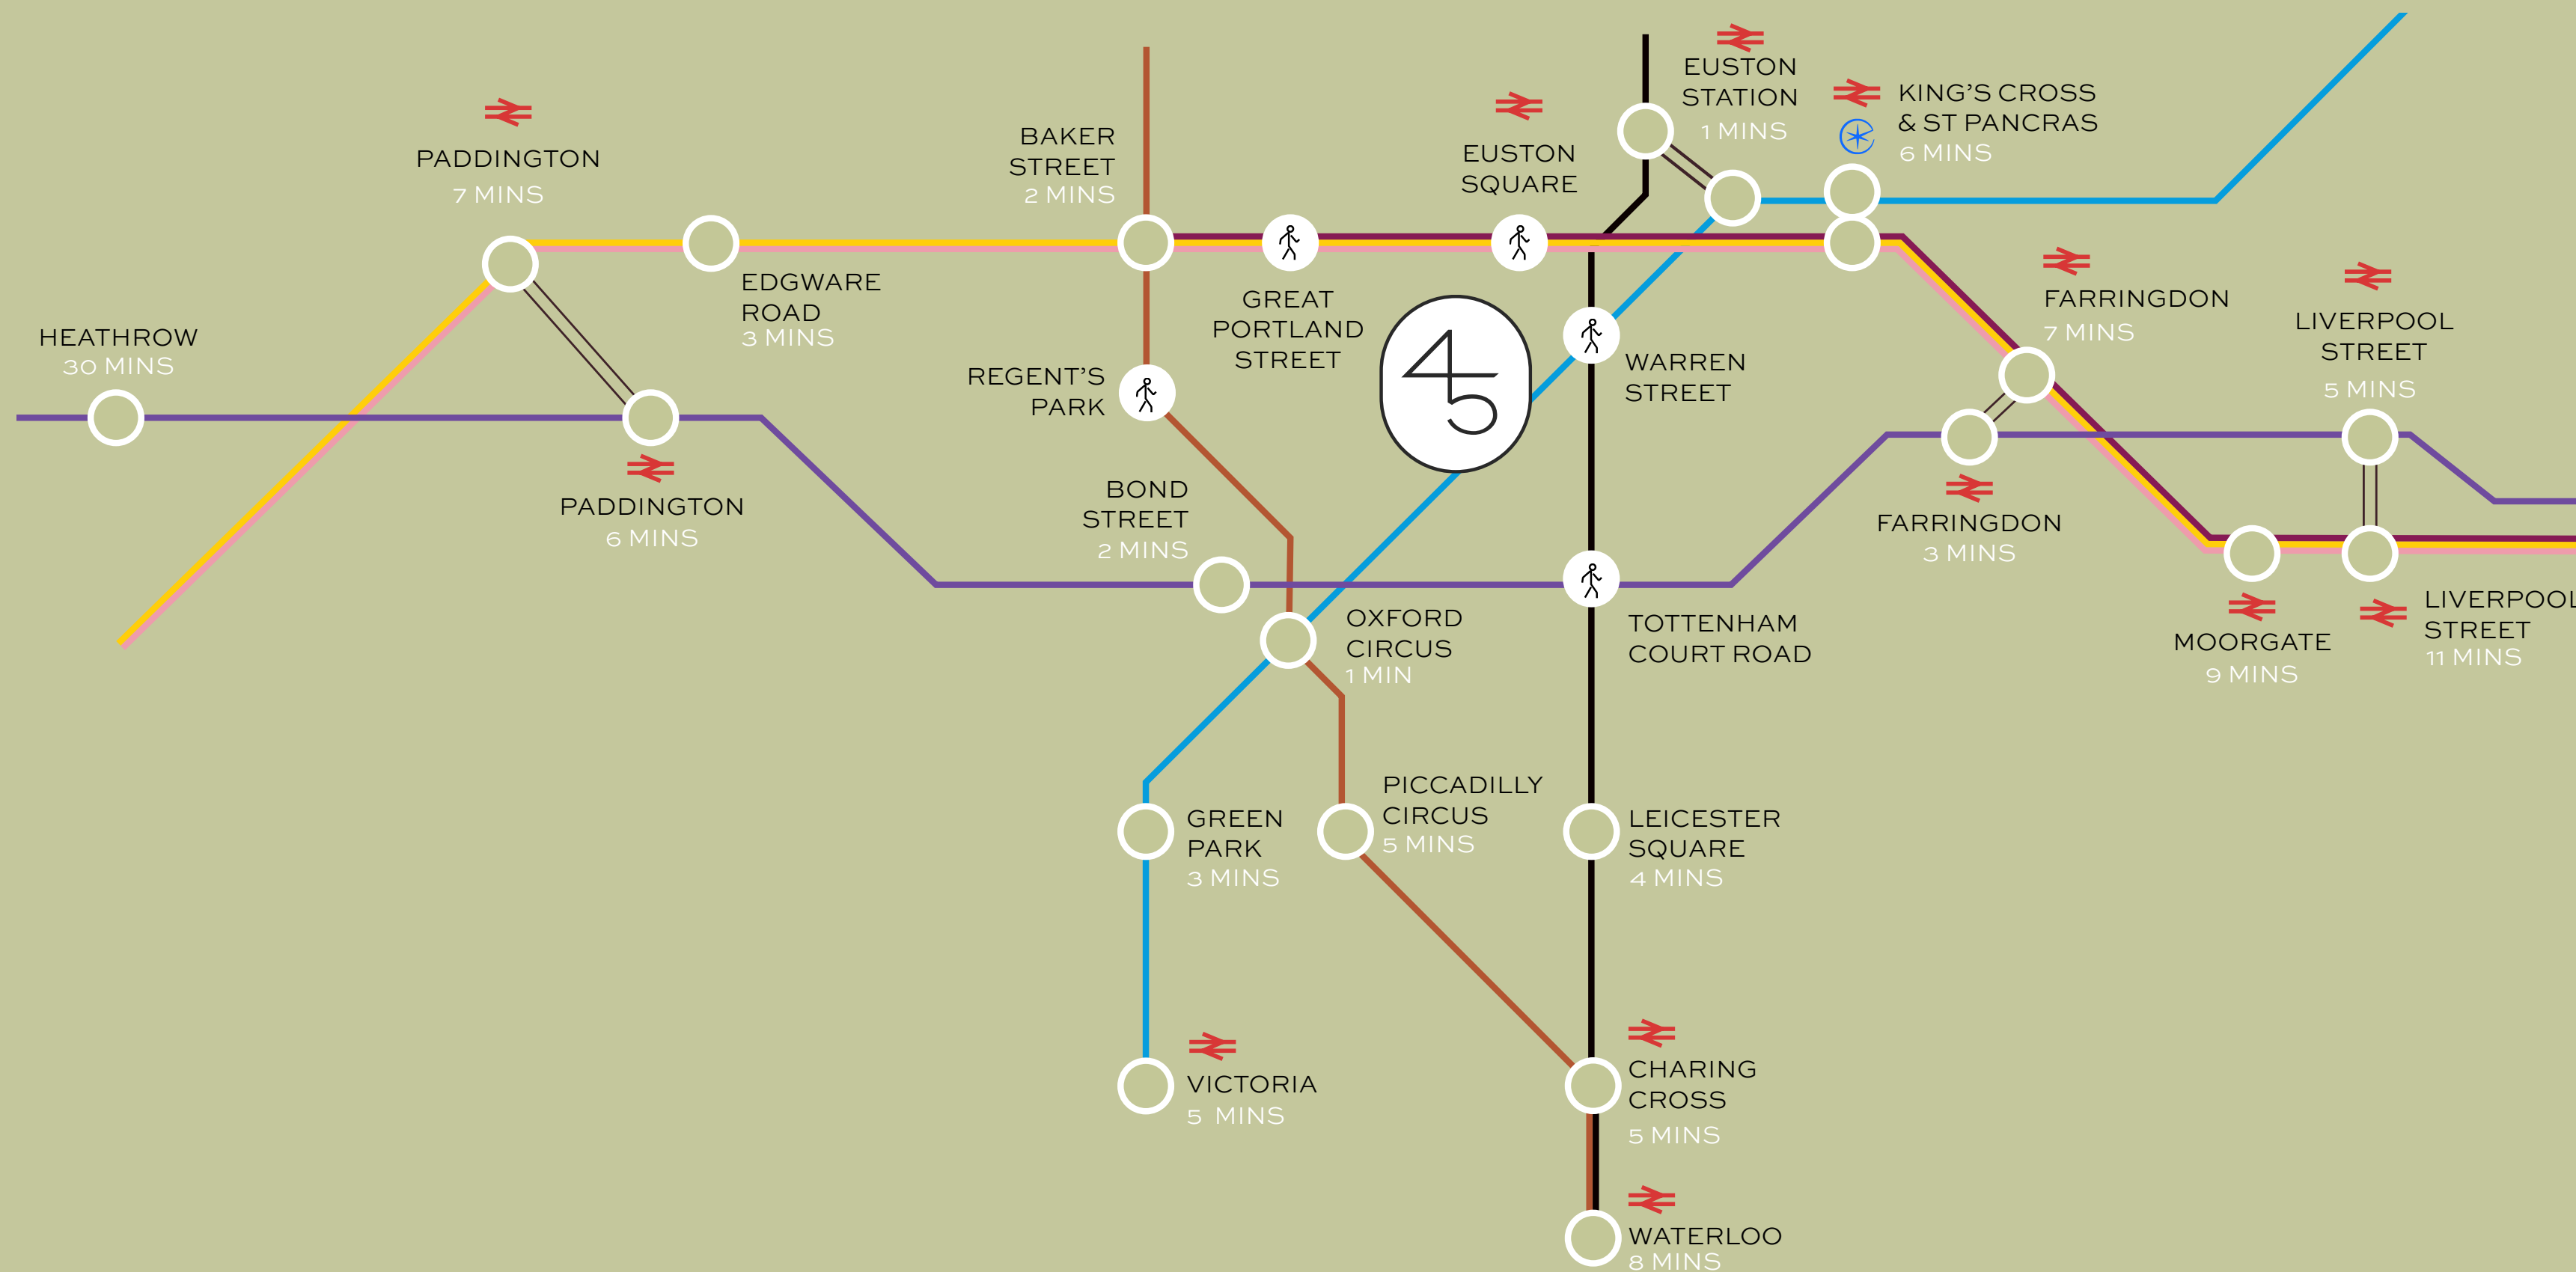 EUSTON
STATION
1 MINS
KING'S CROSS
& ST PANCRAS
6 MINS
PADDINGTON
7 MINS
BAKER
STREET
2 MINS
EUSTON
SQUARE
EDGWARE
ROAD
3 MINS
GREAT
PORTLAND
STREET
FARRINGDON
7 MINS
LIVERPOOL
STREET
5 MINS
HEATHROW
30 MINS
REGENT'S
PARK
45
WARREN
STREET
PADDINGTON
6 MINS
BOND
STREET
2 MINS
FARRINGDON
3 MINS
OXFORD
CIRCUS
1 MIN
TOTTENHAM
COURT ROAD
MOORGATE
9 MINS
LIVERPOOL
STREET
11 MINS
GREEN
PARK
3 MINS
PICCADILLY
CIRCUS
5 MINS
LEICESTER
SQUARE
4 MINS
VICTORIA
5 MINS
CHARING
CROSS
5 MINS
WATERLOO
8 MINS